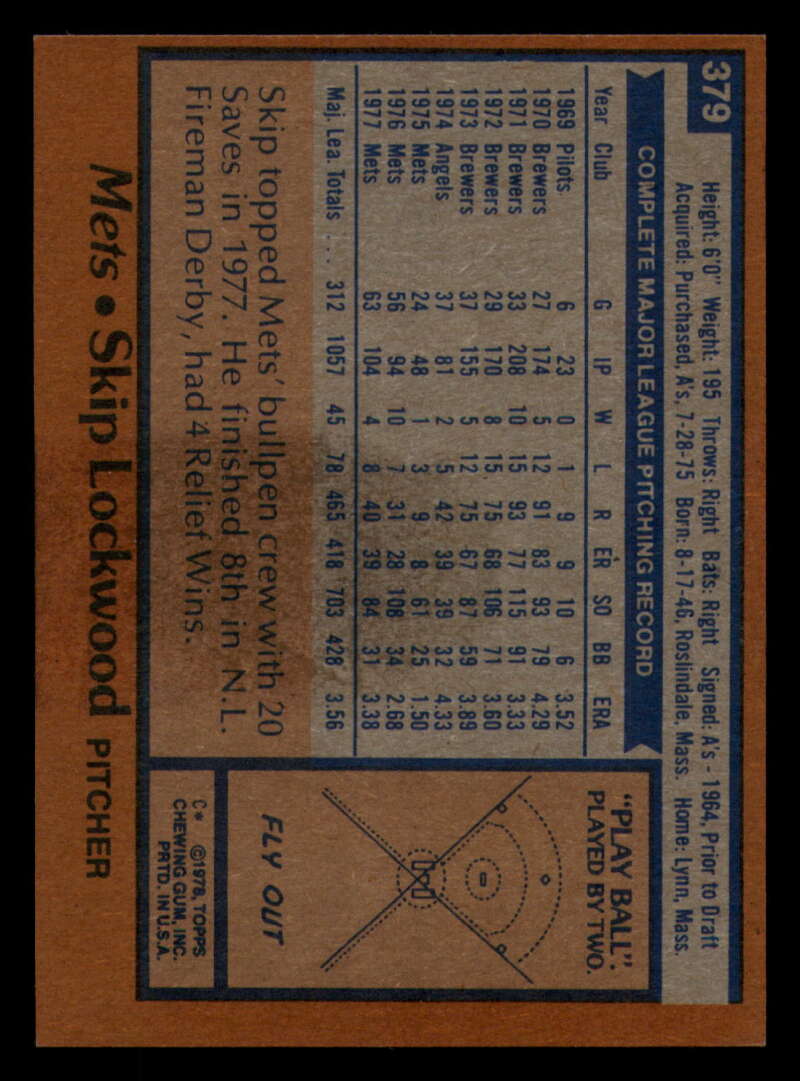 379
Height: 6'0" Weight: 195 Throws: Right Bats: Right Signed: A's - 1964, Prior to Draft
Acquired: Purchased, A's, 7-28-75 Born: 8-17-46, Roslindale, Mass. Home: Lynn, Mass.
COMPLETE MAJOR LEAGUE PITCHING RECORD
Year Club G IP W L R ER SO BB ERA
1969 Pilots 6 23 0 1 9 9 10 6 3.52
1970 Brewers 27 174 5 12 91 83 93 79 4.29
1971 Brewers 33 208 10 15 93 77 115 91 3.33
1972 Brewers 29 170 8 15 75 68 106 71 3.60
1973 Brewers 37 155 5 12 75 67 87 59 3.89
1974 Angels 37 81 2 5 42 39 39 32 4.33
1975 Mets 24 48 1 3 9 8 61 25 1.50
1976 Mets 56 94 10 7 31 28 108 34 2.68
1977 Mets 63 104 4 8 40 39 84 31 3.38
Maj. Lea. Totals . . . 312 1057 45 78 465 418 703 428 3.56
Skip topped Mets' bullpen crew with 20
Saves in 1977. He finished 8th in N.L.
Fireman Derby, had 4 Relief Wins.
"PLAY BALL".
PLAYED BY TWO.
FLY OUT
C* ©1978, TOPPS
CHEWING GUM, INC.
PRTD. IN U.S.A.
Mets • Skip Lockwood PITCHER